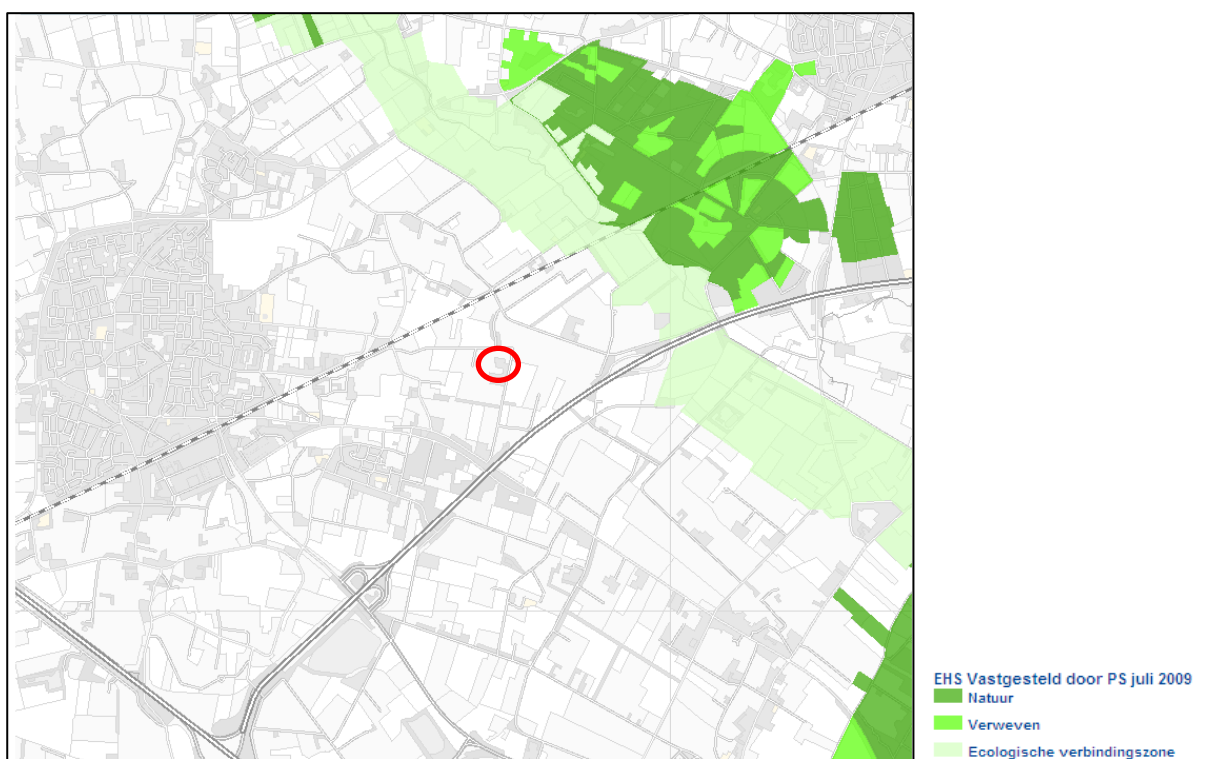 EHS Vastgesteld door PS juli 2009
Natuur
Verweven
Ecologische verbindingszone